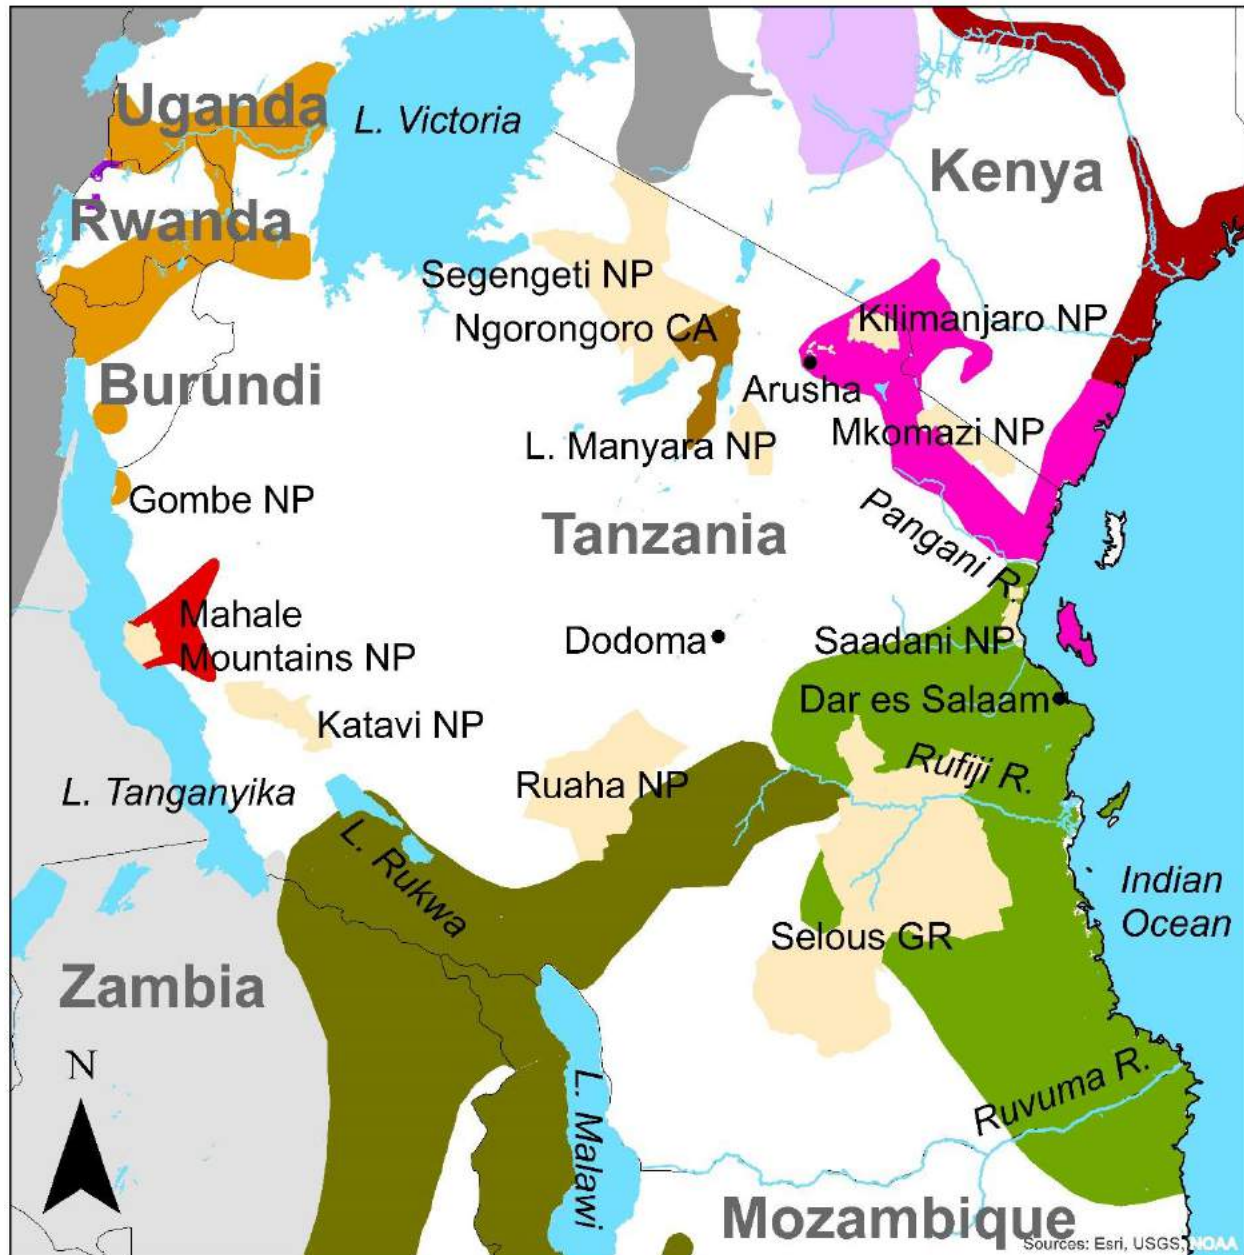 Uganda
L. Victoria
Kenya
Rwanda
Segengeti NP
Kilimanjaro NP
Ngorongoro CA
Burundi
Arusha
Mkomazi NP
L. Manyara NP
Gombe NP
Pangani R.
Tanzania
Mahale
Mountains NP
Dodoma
Saadani NP
Dar es Salaam
Katavi NP
Rufiji R.
Ruaha NP
L. Tanganyika
L. Rukwa
Indian
Ocean
Selous GR
Zambia
N
L. Malawi
Ruvuma R.
Mozambique
Sources: Esri, USGS, NOAA